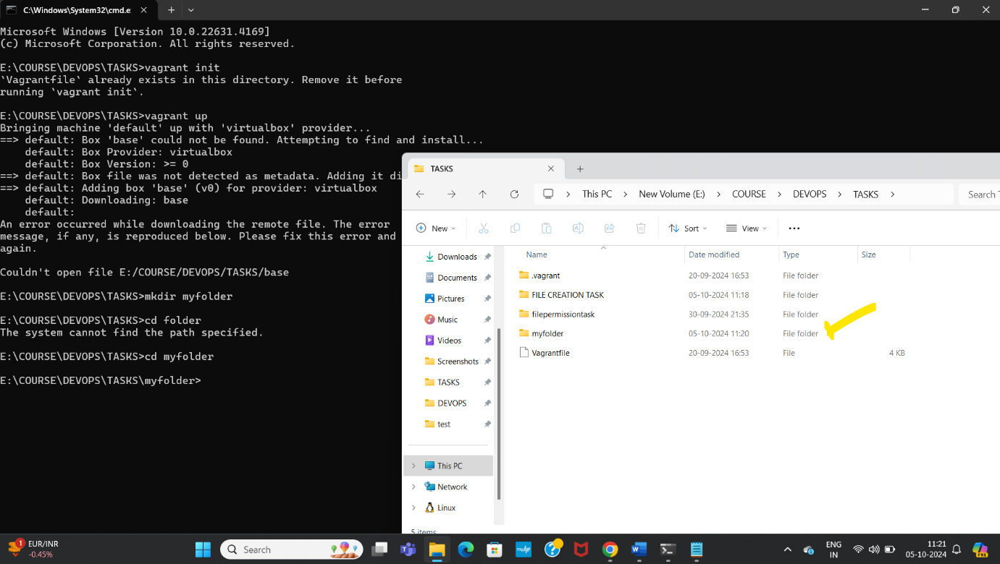 C:\Windows\System32\cmd.e
Microsoft Windows [Version 10.0.22631.4169]
(c) Microsoft Corporation. All rights reserved.
E:\COURSE\DEVOPS\TASKS>vagrant init
`Vagrantfile` already exists in this directory. Remove it before
running `vagrant init`.
E:\COURSE\DEVOPS\TASKS>vagrant up
Bringing machine 'default' up with 'virtualbox' provider...
==> default: Box 'base' could not be found. Attempting to find and install...
    default: Box Provider: virtualbox
    default: Box Version: >= 0
==> default: Box file was not detected as metadata. Adding it di
==> default: Adding box 'base' (v0) for provider: virtualbox
    default: Downloading: base
    default:
An error occurred while downloading the remote file. The error
message, if any, is reproduced below. Please fix this error and
again.
Couldn't open file E:/COURSE/DEVOPS/TASKS/base
E:\COURSE\DEVOPS\TASKS>mkdir myfolder
E:\COURSE\DEVOPS\TASKS>cd folder
The system cannot find the path specified.
E:\COURSE\DEVOPS\TASKS>cd myfolder
E:\COURSE\DEVOPS\TASKS\myfolder>
TASKS
This PC > New Volume (E:) > COURSE > DEVOPS > TASKS >
Search
New
Sort
View
Downloads
Documents
Pictures
Music
Videos
Screenshots
TASKS
DEVOPS
test
This PC
Network
Linux
Name Date modified Type Size
.vagrant 20-09-2024 16:53 File folder
FILE CREATION TASK 05-10-2024 11:18 File folder
filepermissiontask 30-09-2024 21:35 File folder
myfolder 05-10-2024 11:20 File folder
Vagrantfile 20-09-2024 16:53 File 4 KB
5 items
1
EUR/INR
-0.45%
Search
myhp
ENG
IN
11:21
05-10-2024
PRE